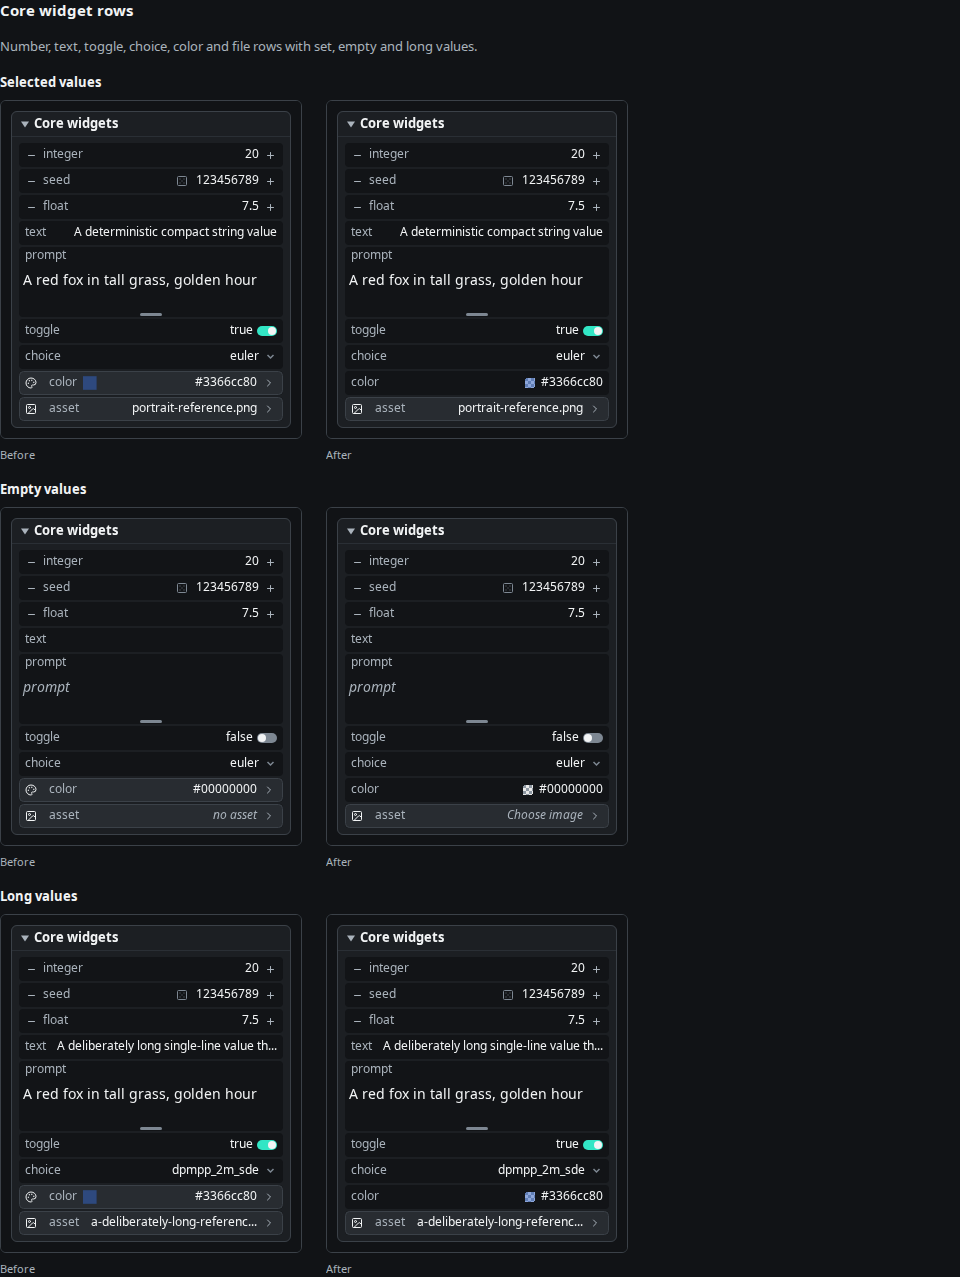 Core widget rows
Number, text, toggle, choice, color and file rows with set, empty and long values.
Selected values
Core widgets
integer 20
seed 123456789
float 7.5
text A deterministic compact string value
prompt
A red fox in tall grass, golden hour
toggle true
choice euler
color #3366cc80
asset portrait-reference.png
Before
Core widgets
integer 20
seed 123456789
float 7.5
text A deterministic compact string value
prompt
A red fox in tall grass, golden hour
toggle true
choice euler
color #3366cc80
asset portrait-reference.png
After
Empty values
Core widgets
integer 20
seed 123456789
float 7.5
text
prompt
prompt
toggle false
choice euler
color #00000000
asset no asset
Before
Core widgets
integer 20
seed 123456789
float 7.5
text
prompt
prompt
toggle false
choice euler
color #00000000
asset Choose image
After
Long values
Core widgets
integer 20
seed 123456789
float 7.5
text A deliberately long single-line value th...
prompt
A red fox in tall grass, golden hour
toggle true
choice dpmpp_2m_sde
color #3366cc80
asset a-deliberately-long-referenc...
Before
Core widgets
integer 20
seed 123456789
float 7.5
text A deliberately long single-line value th...
prompt
A red fox in tall grass, golden hour
toggle true
choice dpmpp_2m_sde
color #3366cc80
asset a-deliberately-long-referenc...
After